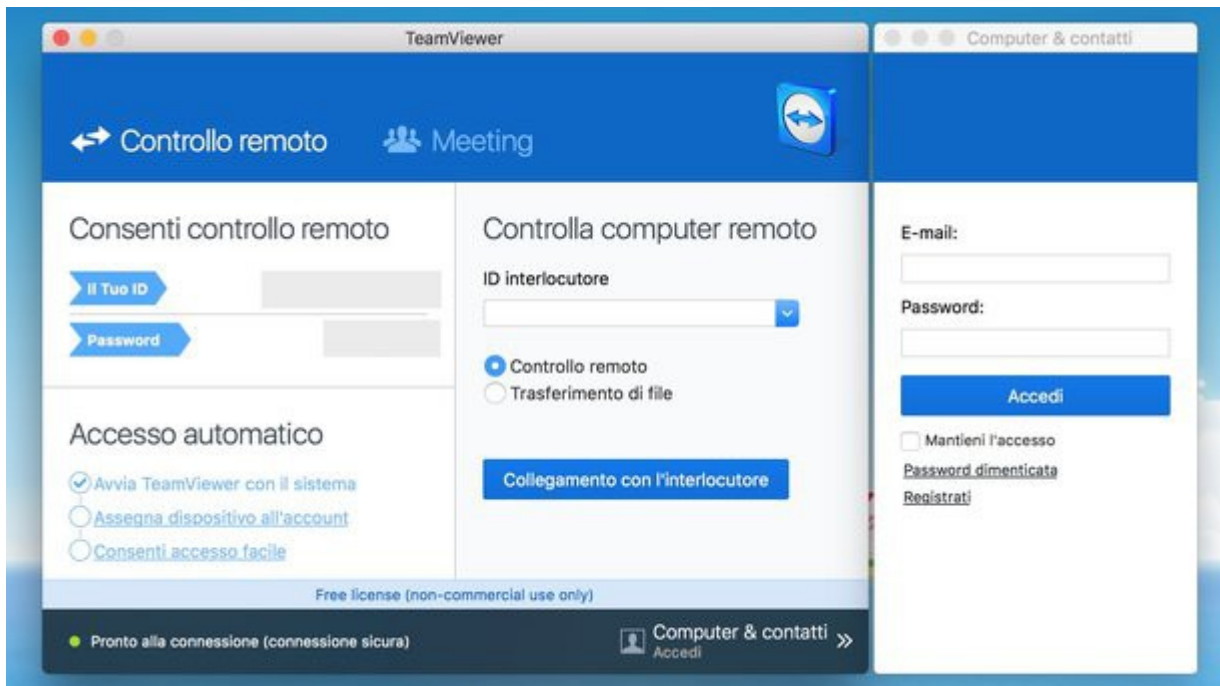 TeamViewer
Controllo remoto
Meeting
Consenti controllo remoto
Il Tuo ID
Password
Accesso automatico
Avvia TeamViewer con il sistema
Assegna dispositivo all'account
Consenti accesso facile
Controlla computer remoto
ID interlocutore
Controllo remoto
Trasferimento di file
Collegamento con l'interlocutore
Free license (non-commercial use only)
Pronto alla connessione (connessione sicura)
Computer & contatti
Accedi
Computer & contatti
E-mail:
Password:
Accedi
Mantieni l'accesso
Password dimenticata
Registrati